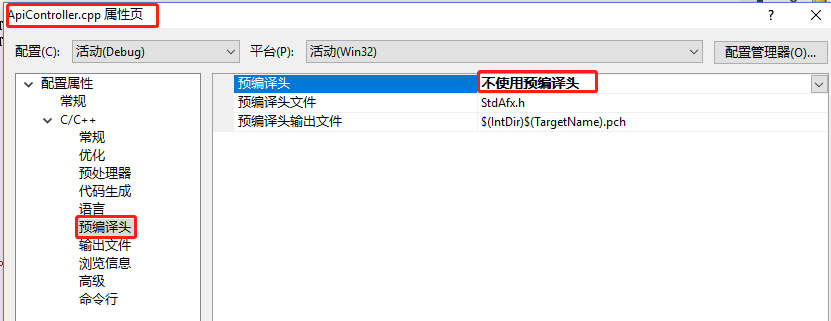 ApiController.cpp 属性页
配置(C): 活动(Debug) 平台(P): 活动(Win32) 配置管理器(O)...
配置属性
常规
C/C++
常规
优化
预处理器
代码生成
语言
预编译头
输出文件
浏览信息
高级
命令行
预编译头 不使用预编译头
预编译头文件 StdAfx.h
预编译头输出文件 $(IntDir)$(TargetName).pch